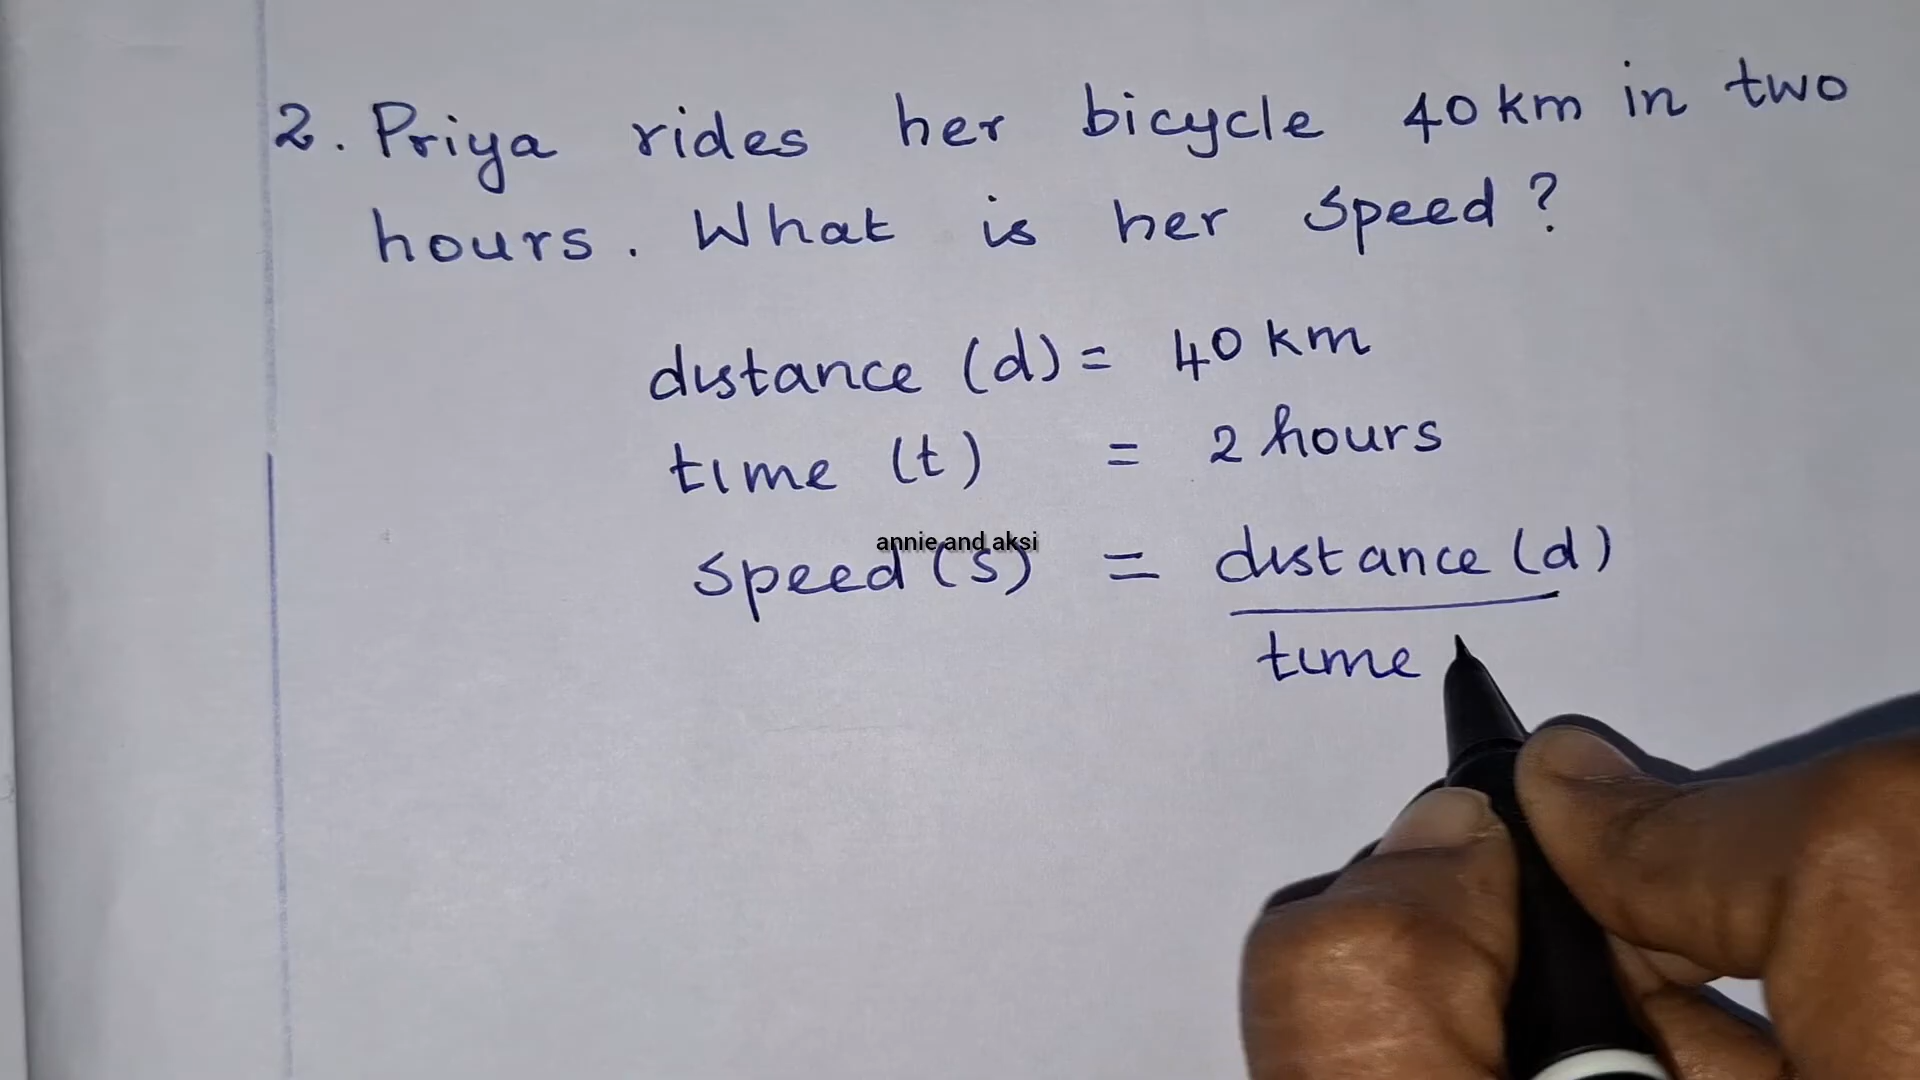 2. Priya rides her bicycle 40 km in two
hours. What is her speed?
distance (d) = 40 km
time (t) = 2 hours
annie and aksi
speed (s) = distance (d)
time